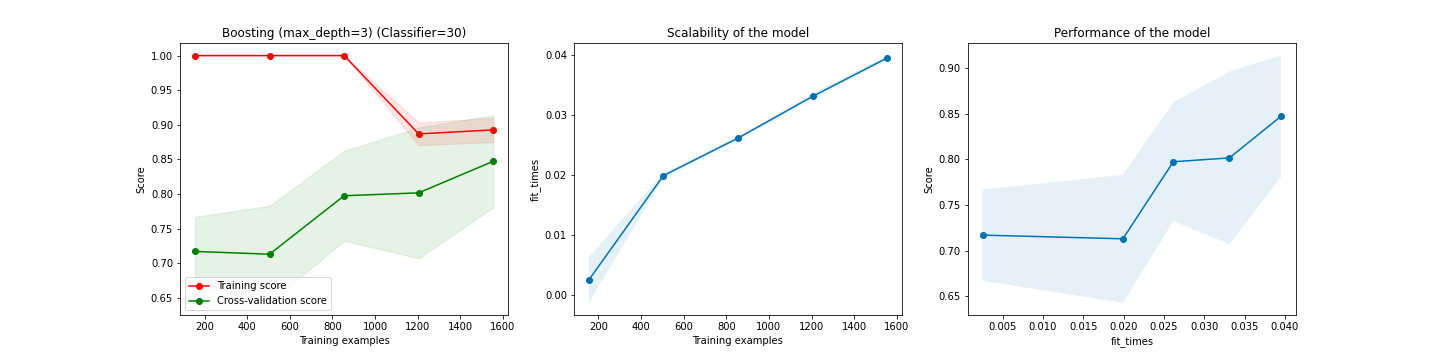 Boosting (max_depth=3) (Classifier=30)
1.00
0.95
0.90
0.85
0.80
0.75
0.70
0.65
Score
Training score
Cross-validation score
200 400 600 800 1000 1200 1400 1600
Training examples
Scalability of the model
0.04
0.03
0.02
0.01
0.00
fit_times
200 400 600 800 1000 1200 1400 1600
Training examples
Performance of the model
0.90
0.85
0.80
0.75
0.70
0.65
Score
0.005 0.010 0.015 0.020 0.025 0.030 0.035 0.040
fit_times